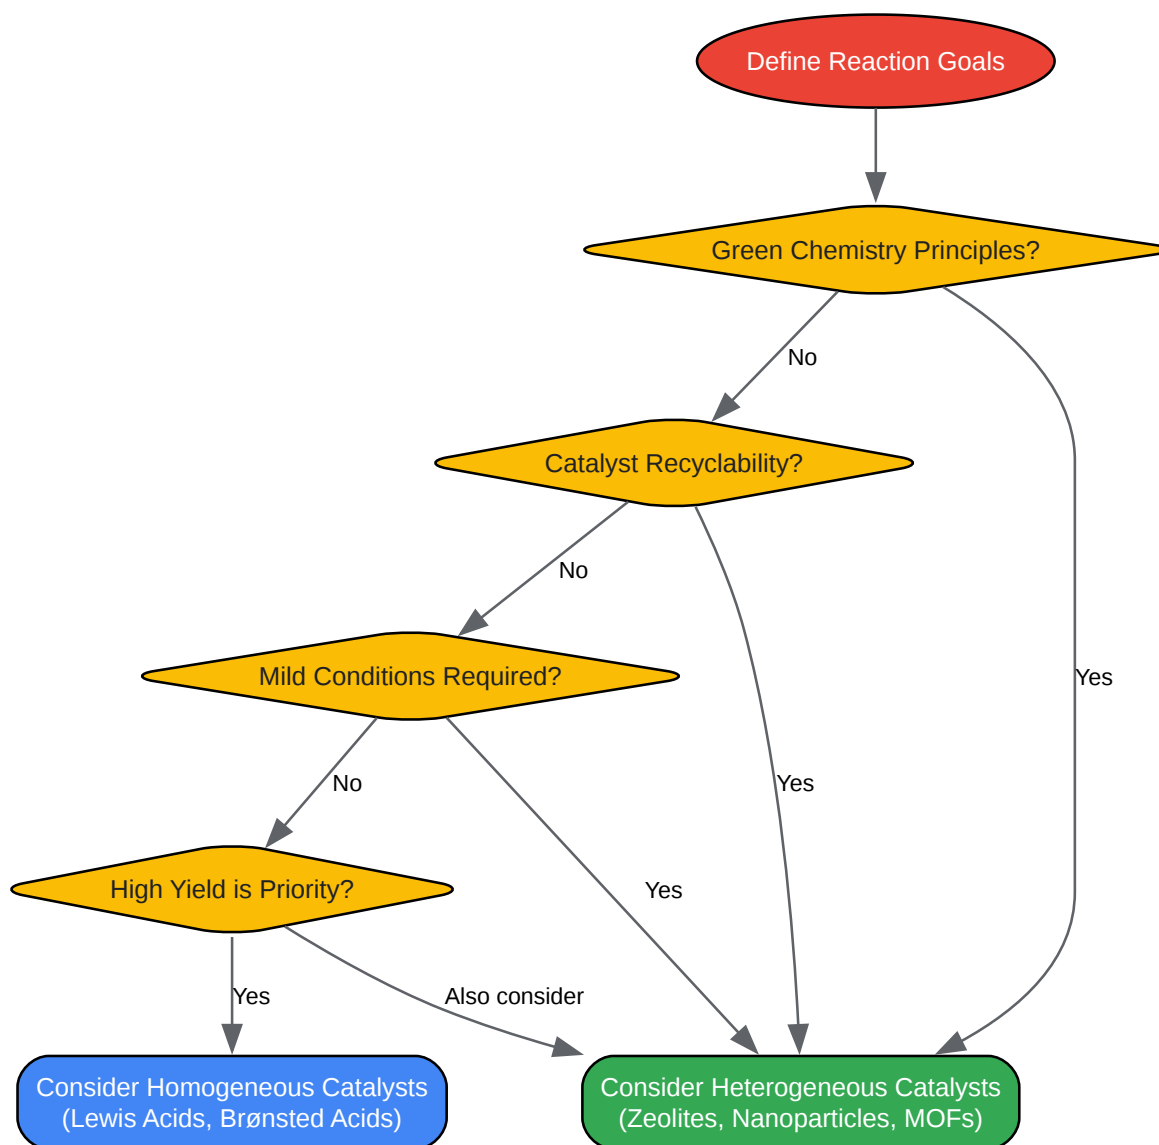 Define Reaction Goals
Green Chemistry Principles?
No
Catalyst Recyclability?
No
Mild Conditions Required?
Yes
No
Yes
High Yield is Priority?
Yes
Yes
Also consider
Consider Homogeneous Catalysts
(Lewis Acids, Brønsted Acids)
Consider Heterogeneous Catalysts
(Zeolites, Nanoparticles, MOFs)